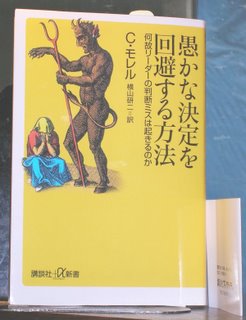 愚かな決定を
回避する方法
何故リーダーの判断ミスは起きるのか
C・モレル
横山研二=訳
講談社+α新書